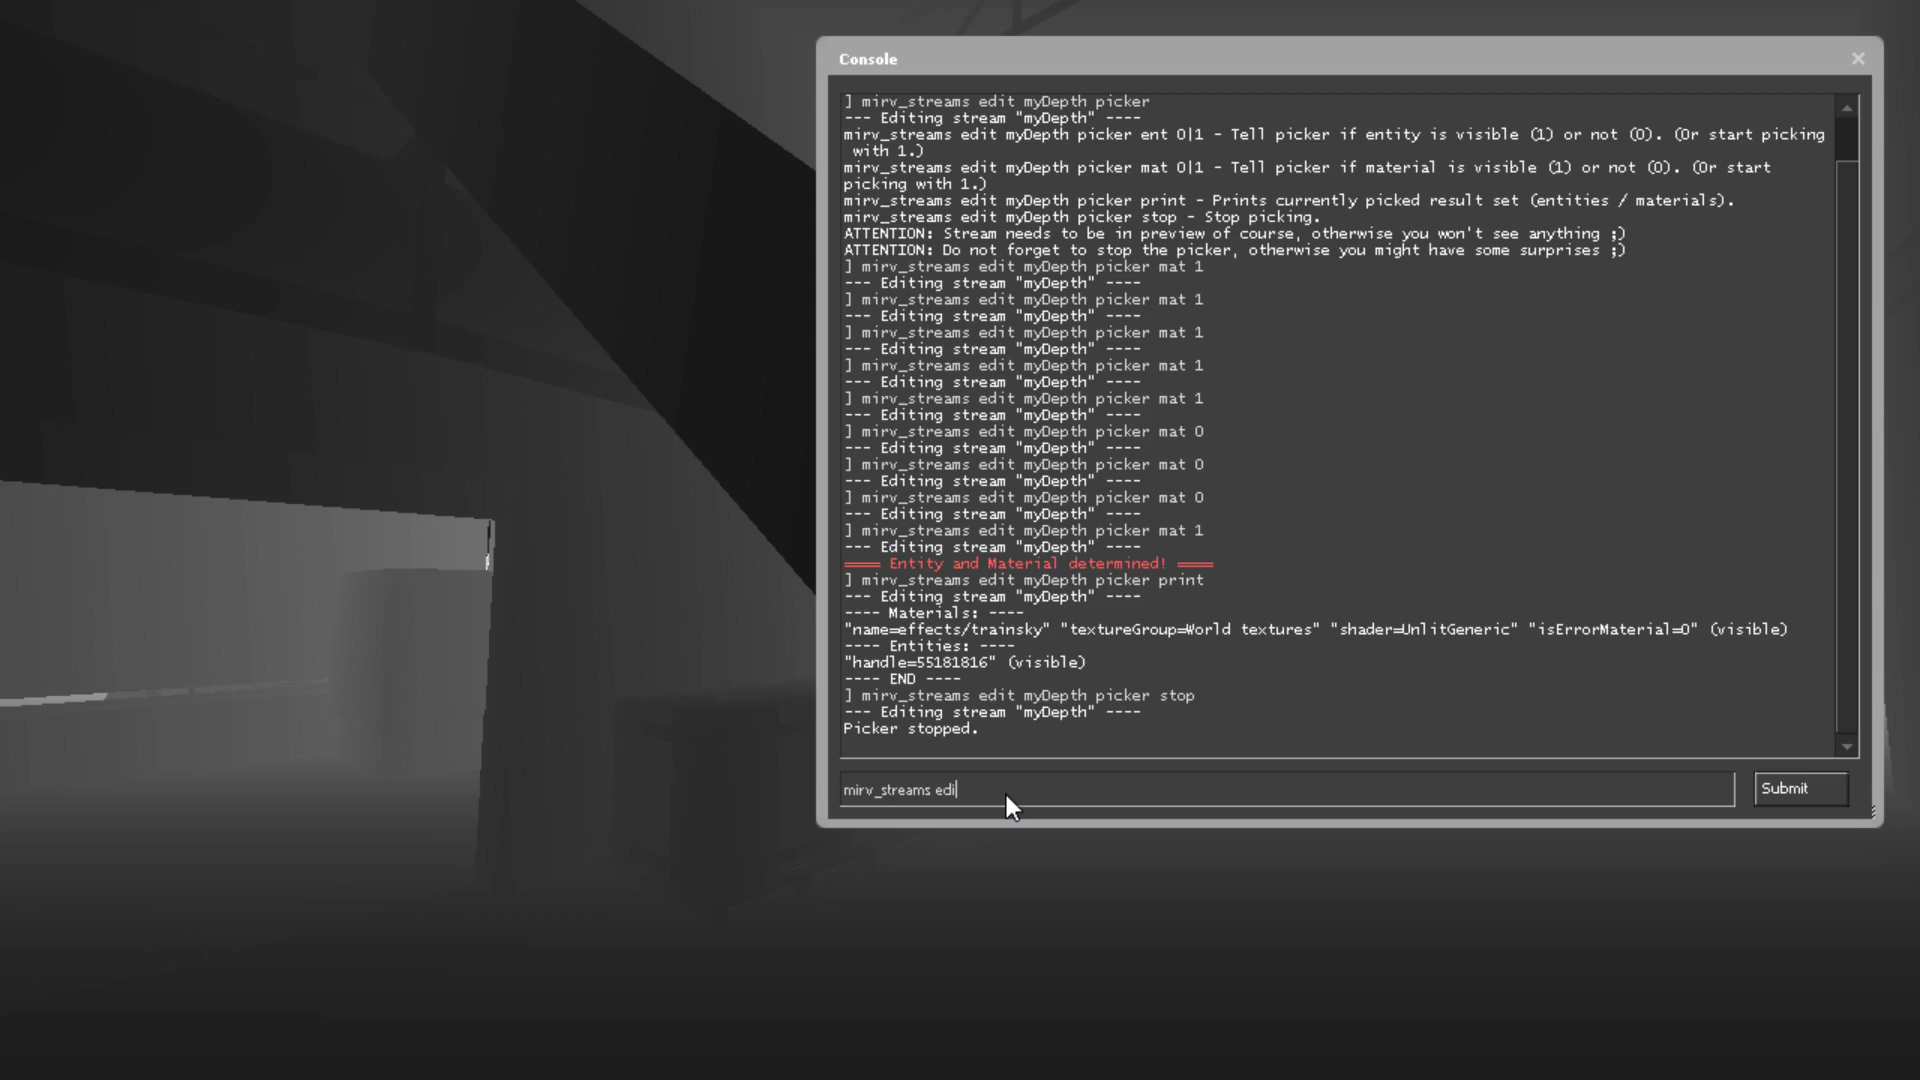 Console
] mirv_streams edit myDepth picker
--- Editing stream "myDepth" ----
mirv_streams edit myDepth picker ent 0|1 - Tell picker if entity is visible (1) or not (0). (Or start picking
with 1.)
mirv_streams edit myDepth picker mat 0|1 - Tell picker if material is visible (1) or not (0). (Or start
picking with 1.)
mirv_streams edit myDepth picker print - Prints currently picked result set (entities / materials).
mirv_streams edit myDepth picker stop - Stop picking.
ATTENTION: Stream needs to be in preview of course, otherwise you won't see anything ;)
ATTENTION: Do not forget to stop the picker, otherwise you might have some surprises ;)
] mirv_streams edit myDepth picker mat 1
--- Editing stream "myDepth" ----
] mirv_streams edit myDepth picker mat 1
--- Editing stream "myDepth" ----
] mirv_streams edit myDepth picker mat 1
--- Editing stream "myDepth" ----
] mirv_streams edit myDepth picker mat 1
--- Editing stream "myDepth" ----
] mirv_streams edit myDepth picker mat 1
--- Editing stream "myDepth" ----
] mirv_streams edit myDepth picker mat 0
--- Editing stream "myDepth" ----
] mirv_streams edit myDepth picker mat 0
--- Editing stream "myDepth" ----
] mirv_streams edit myDepth picker mat 0
--- Editing stream "myDepth" ----
] mirv_streams edit myDepth picker mat 1
--- Editing stream "myDepth" ----
==== Entity and Material determined! ====
] mirv_streams edit myDepth picker print
--- Editing stream "myDepth" ----
---- Materials: ----
"name=effects/trainsky" "textureGroup=World textures" "shader=UnlitGeneric" "isErrorMaterial=0" (visible)
---- Entities: ----
"handle=55181816" (visible)
---- END ----
] mirv_streams edit myDepth picker stop
--- Editing stream "myDepth" ----
Picker stopped.
mirv_streams edi
Submit